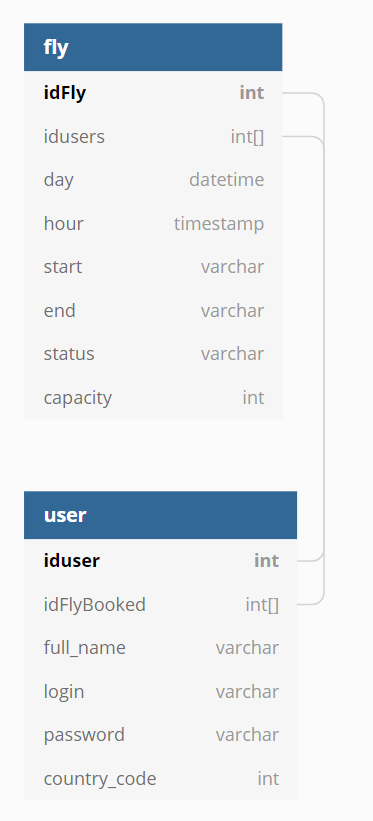 fly
idFly int
idusers int[]
day datetime
hour timestamp
start varchar
end varchar
status varchar
capacity int
user
iduser int
idFlyBooked int[]
full_name varchar
login varchar
password varchar
country_code int